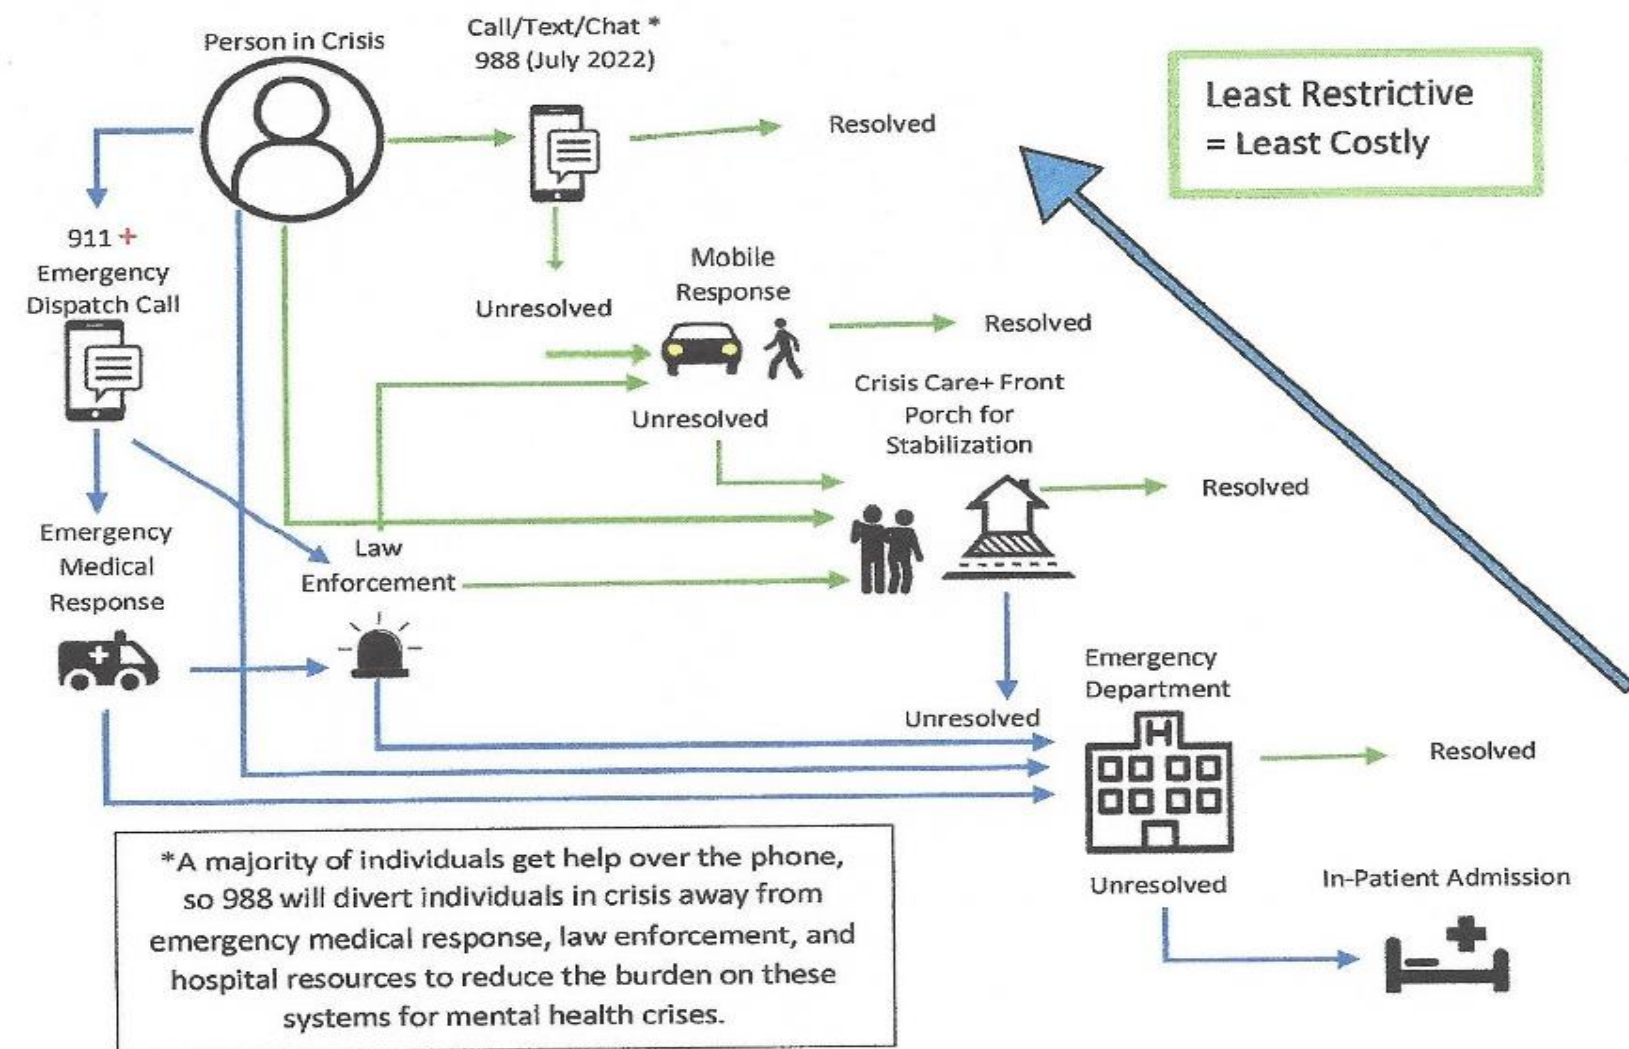 Person in Crisis
Call/Text/Chat *
988 (July 2022)
Resolved
Least Restrictive
= Least Costly
911 +
Emergency
Dispatch Call
Unresolved
Mobile
Response
Resolved
Unresolved
Crisis Care+ Front
Porch for
Stabilization
Resolved
Emergency
Medical
Response
Law
Enforcement
Unresolved
Emergency
Department
H
Resolved
Unresolved
In-Patient Admission
*A majority of individuals get help over the phone,
so 988 will divert individuals in crisis away from
emergency medical response, law enforcement, and
hospital resources to reduce the burden on these
systems for mental health crises.